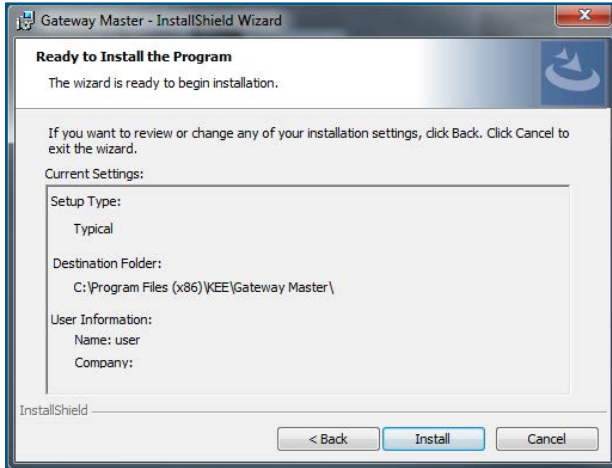 Gateway Master - InstallShield Wizard
Ready to Install the Program
The wizard is ready to begin installation.
If you want to review or change any of your installation settings, click Back. Click Cancel to
exit the wizard.
Current Settings:
Setup Type:
Typical
Destination Folder:
C:\Program Files (x86)\KEE\Gateway Master\
User Information:
Name: user
Company:
InstallShield
< Back Install Cancel